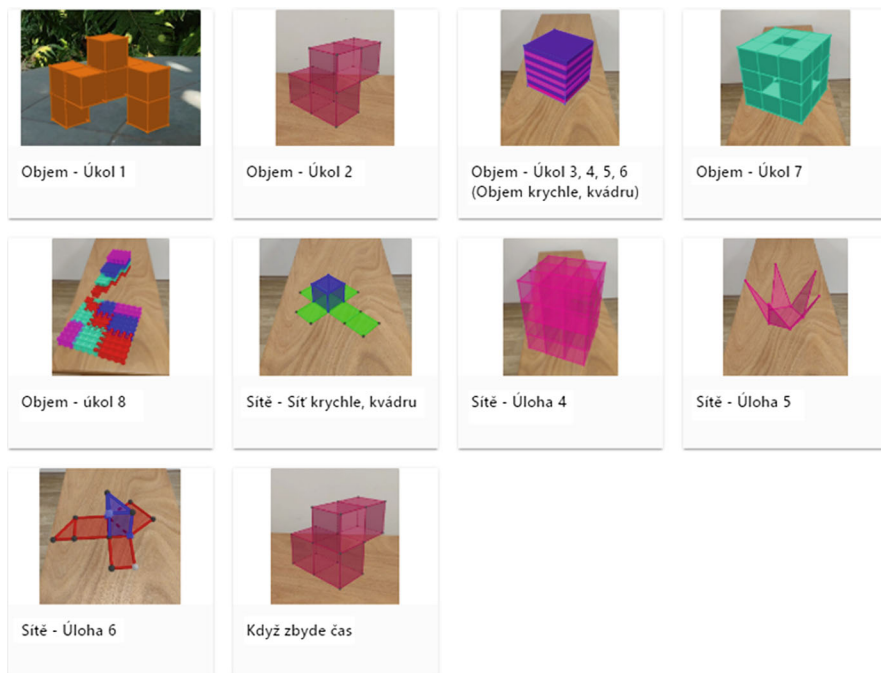 Objem - Úkol 1
Objem - Úkol 2
Objem - Úkol 3, 4, 5, 6
(Objem krychle, kvádru)
Objem - Úkol 7
Objem - úkol 8
Sítě - Síť krychle, kvádru
Sítě - Úloha 4
Sítě - Úloha 5
Sítě - Úloha 6
Když zbyde čas